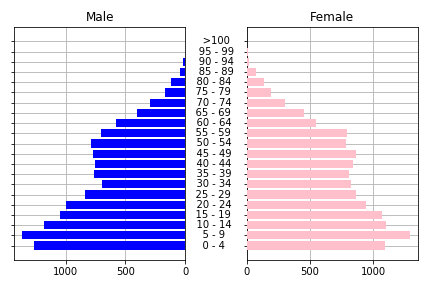 Male
Female
>100
95 - 99
90 - 94
85 - 89
80 - 84
75 - 79
70 - 74
65 - 69
60 - 64
55 - 59
50 - 54
45 - 49
40 - 44
35 - 39
30 - 34
25 - 29
20 - 24
15 - 19
10 - 14
5 - 9
0 - 4
1000 500 0
0 500 1000